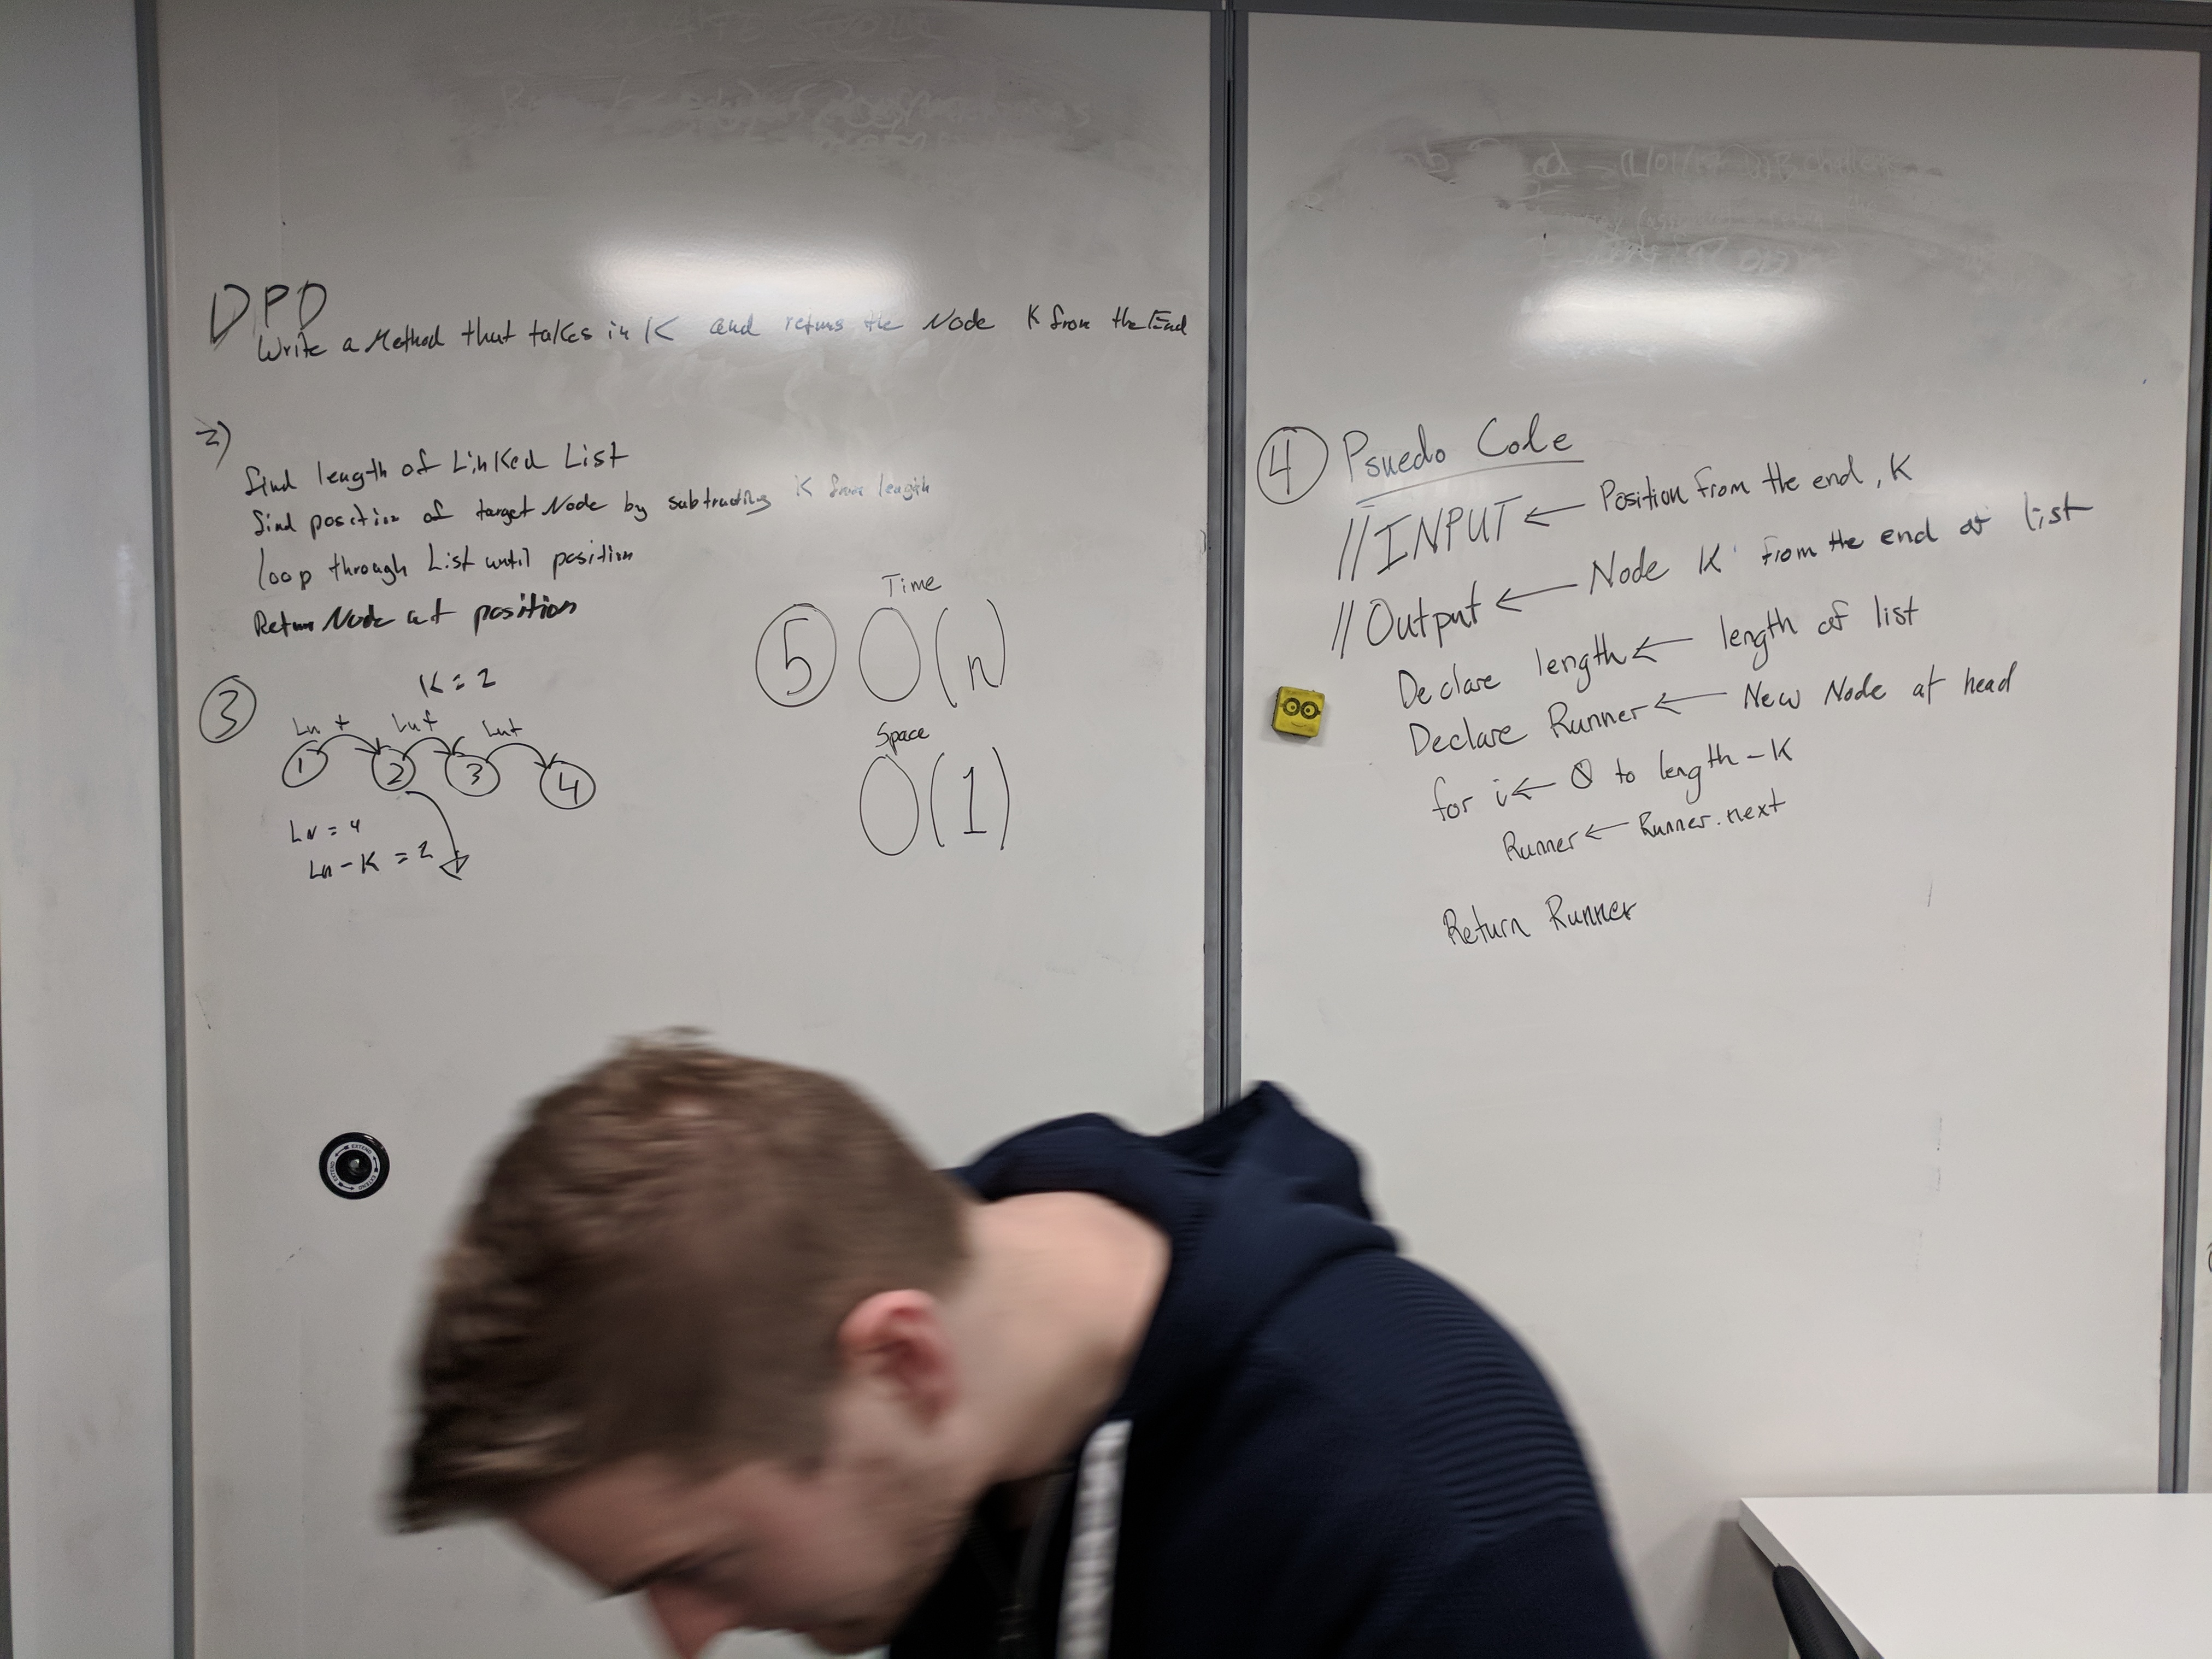 DPD
Write a Method that takes in K and returns the Node K from the End
2)
find length of Linked List
find position of target Node by subtracting K from length
loop through List until position
Return Node at position
3
K = 2
Ln + Ln+ Ln+
1 2 3 4
Ln = 4
Ln - K = 2
5
Time
O(n)
Space
O(1)
4 Psuedo Code
//INPUT ← Position from the end, K
//Output ← Node K from the end of list
Declare length ← length of list
Declare Runner ← New Node at head
for i ← 0 to length - K
Runner ← Runner.next
Return Runner
EXTEND EXTEND EXTEND